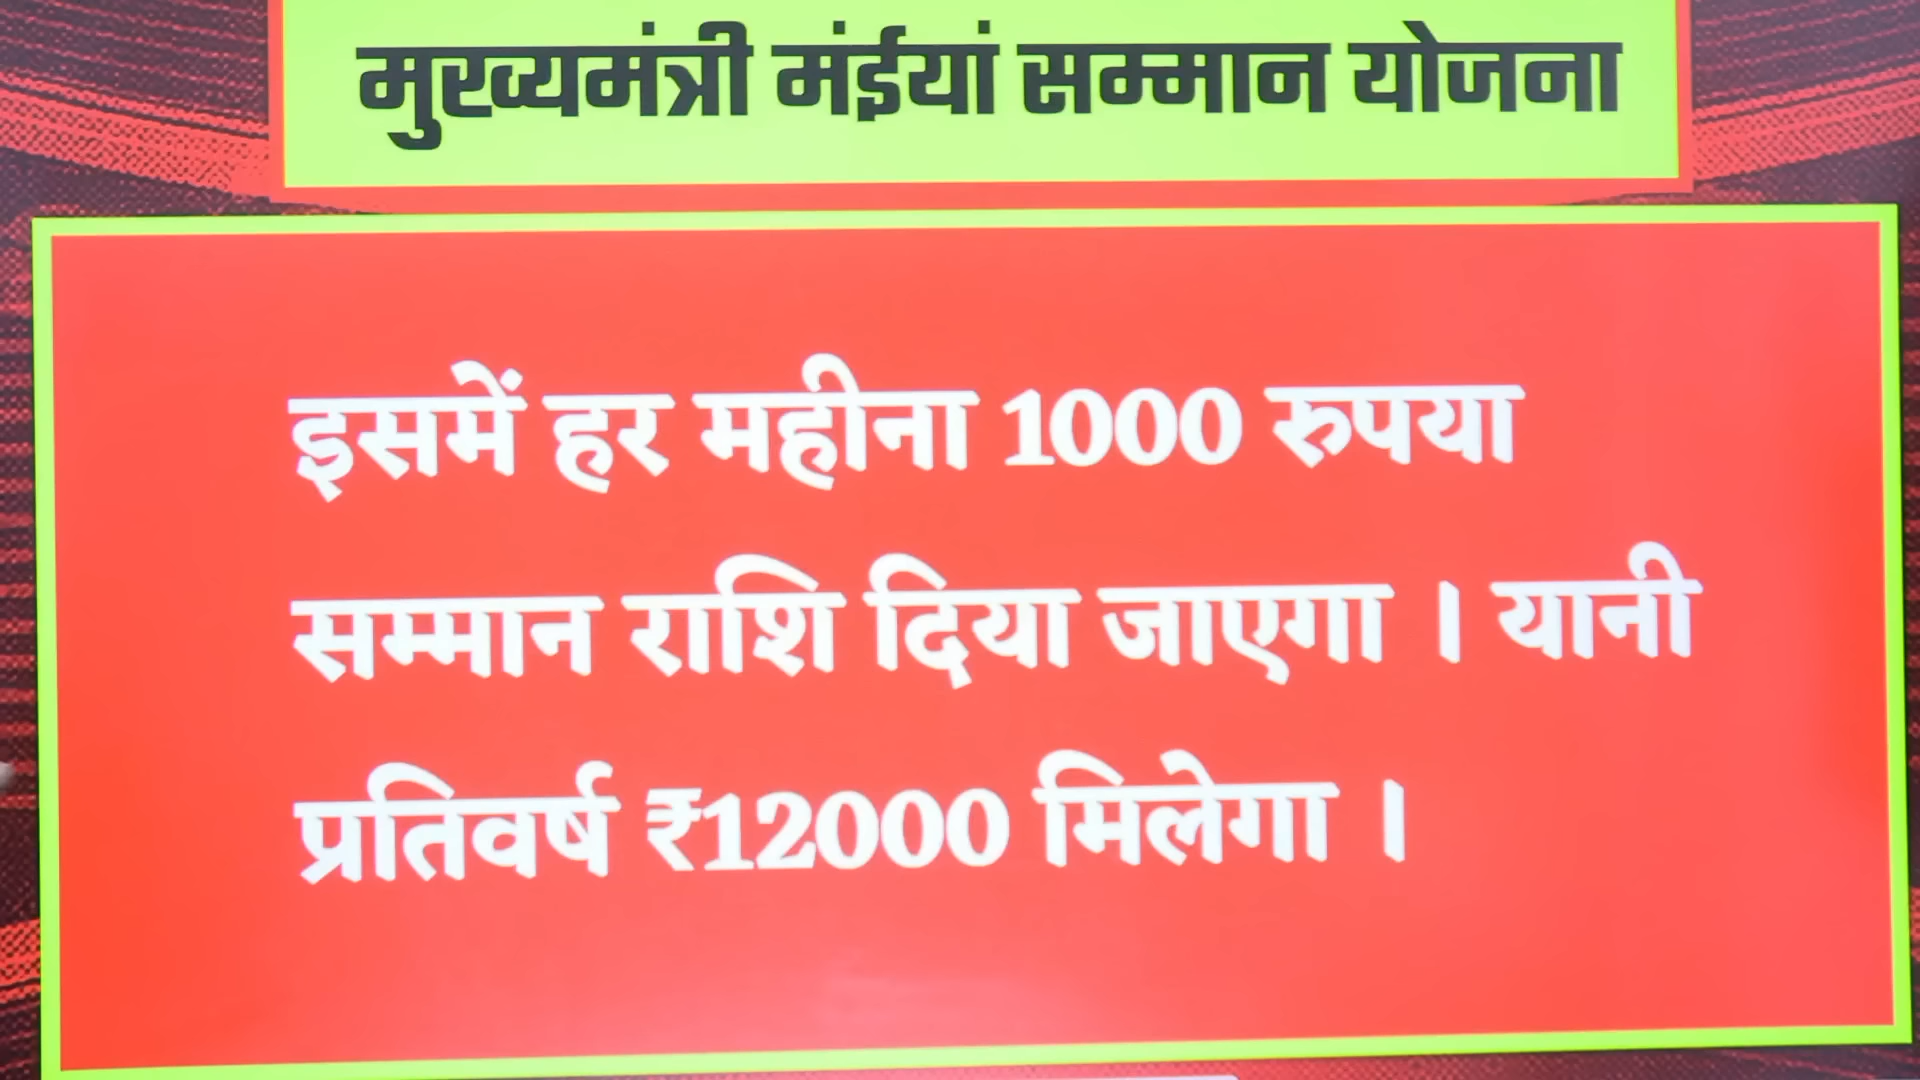 मुख्यमंत्री मंईयां सम्मान योजना
इसमें हर महीना 1000 रुपया
सम्मान राशि दिया जाएगा । यानी
प्रतिवर्ष ₹12000 मिलेगा ।